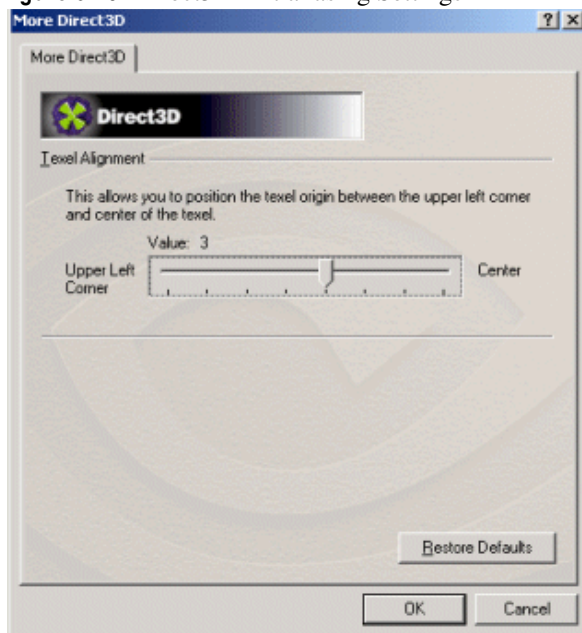 More Direct3D
More Direct3D
Direct3D
Texel Alignment
This allows you to position the texel origin between the upper left corner
and center of the texel.
Value: 3
Upper Left
Corner
Center
Restore Defaults
OK
Cancel